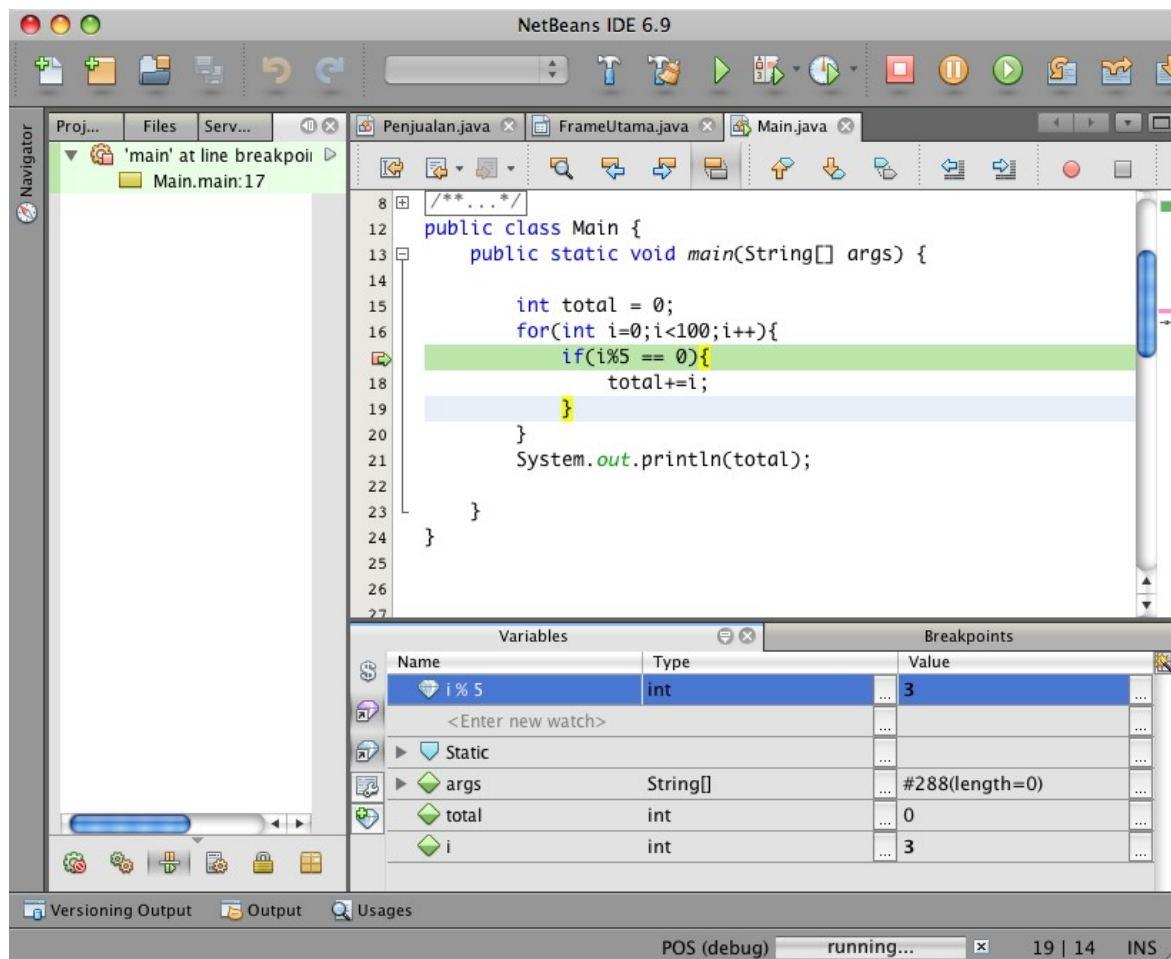 NetBeans IDE 6.9
Navigator
Proj... Files Serv...
'main' at line breakpoi
Main.main:17
Penjualan.java FrameUtama.java Main.java
8 /**...*/
12 public class Main {
13 public static void main(String[] args) {
14
15 int total = 0;
16 for(int i=0;i<100;i++){
if(i%5 == 0){
18 total+=i;
19 }
20 }
21 System.out.println(total);
22
23 }
24 }
25
26
27
Variables Breakpoints
Name Type Value
i % 5 int ... 3 ...
<Enter new watch> ... ...
Static ... ...
args String[] ... #288(length=0) ...
total int ... 0 ...
i int ... 3 ...
Versioning Output Output Usages
POS (debug) running... 19 | 14 INS